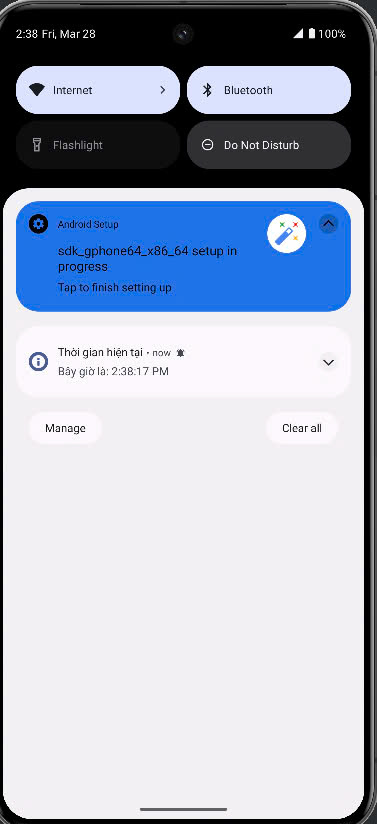 2:38 Fri, Mar 28
100%
Internet
Bluetooth
Flashlight
Do Not Disturb
Android Setup
sdk_gphone64_x86_64 setup in
progress
Tap to finish setting up
Thời gian hiện tại • now
Bây giờ là: 2:38:17 PM
Manage
Clear all